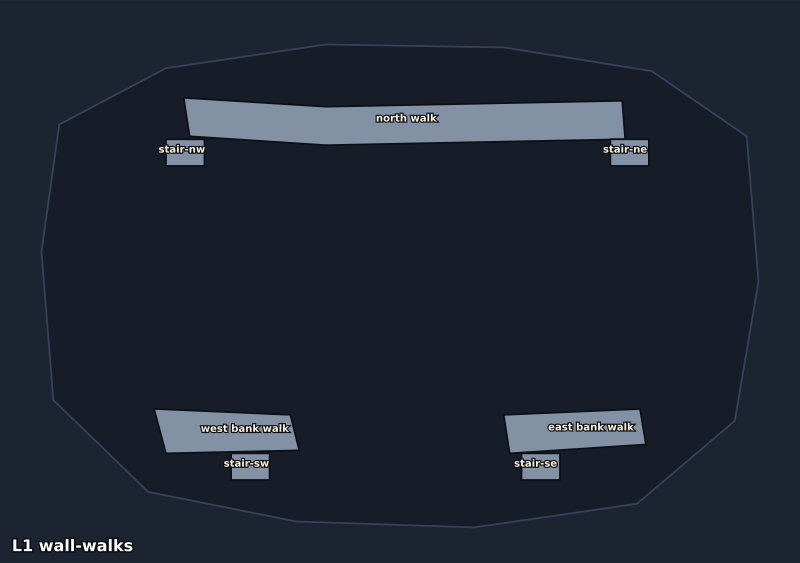 north walk
stair-nw
stair-ne
west bank walk
east bank walk
stair-sw
stair-se
L1 wall-walks